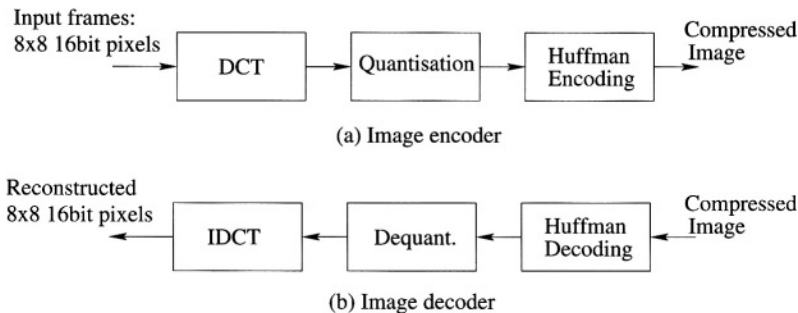 Input frames:
8x8 16bit pixels
DCT
Quantisation
Huffman
Encoding
Compressed
Image
(a) Image encoder
Reconstructed
8x8 16bit pixels
IDCT
Dequant.
Huffman
Decoding
Compressed
Image
(b) Image decoder